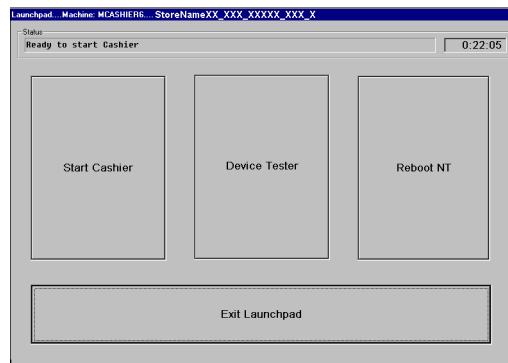 Launchpad....Machine: MCASHIER6.... StoreNameXX_XXX_XXXXX_XXX_X
Status
Ready to start Cashier
0:22:05
Start Cashier
Device Tester
Reboot NT
Exit Launchpad